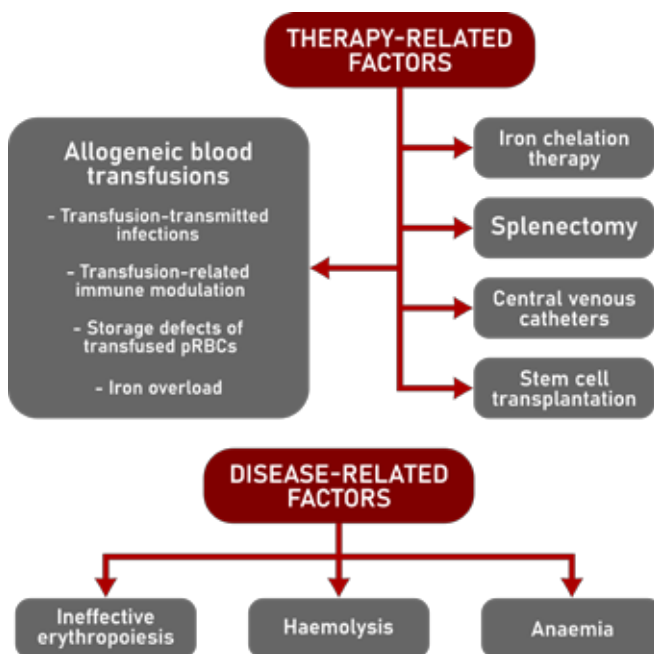 THERAPY-RELATED
FACTORS
Allogeneic blood
transfusions
- Transfusion-transmitted
infections
- Transfusion-related
immune modulation
- Storage defects of
transfused pRBCs
- Iron overload
Iron chelation
therapy
Splenectomy
Central venous
catheters
Stem cell
transplantation
DISEASE-RELATED
FACTORS
Ineffective
erythropoiesis
Haemolysis
Anaemia